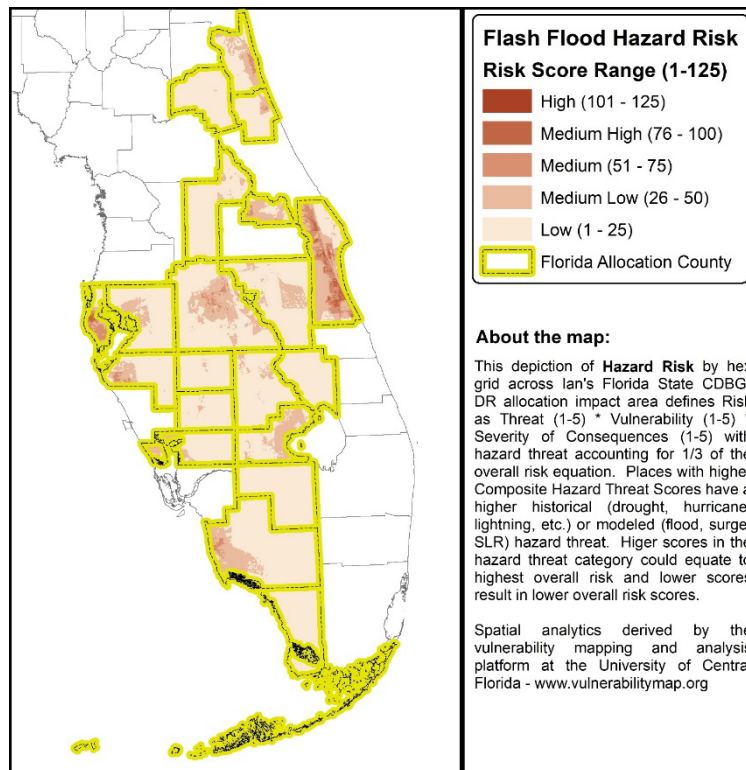 Flash Flood Hazard Risk
Risk Score Range (1-125)
High (101 - 125)
Medium High (76 - 100)
Medium (51 - 75)
Medium Low (26 - 50)
Low (1 - 25)
Florida Allocation County
About the map:
This depiction of Hazard Risk by hex
grid across Ian's Florida State CDBG-
DR allocation impact area defines Risk
as Threat (1-5) * Vulnerability (1-5) *
Severity of Consequences (1-5) with
hazard threat accounting for 1/3 of the
overall risk equation. Places with higher
Composite Hazard Threat Scores have a
higher historical (drought, hurricane,
lightning, etc.) or modeled (flood, surge,
SLR) hazard threat. Higer scores in the
hazard threat category could equate to
highest overall risk and lower scores
result in lower overall risk scores.
Spatial analytics derived by the
vulnerability mapping and analysis
platform at the University of Central
Florida - www.vulnerabilitymap.org